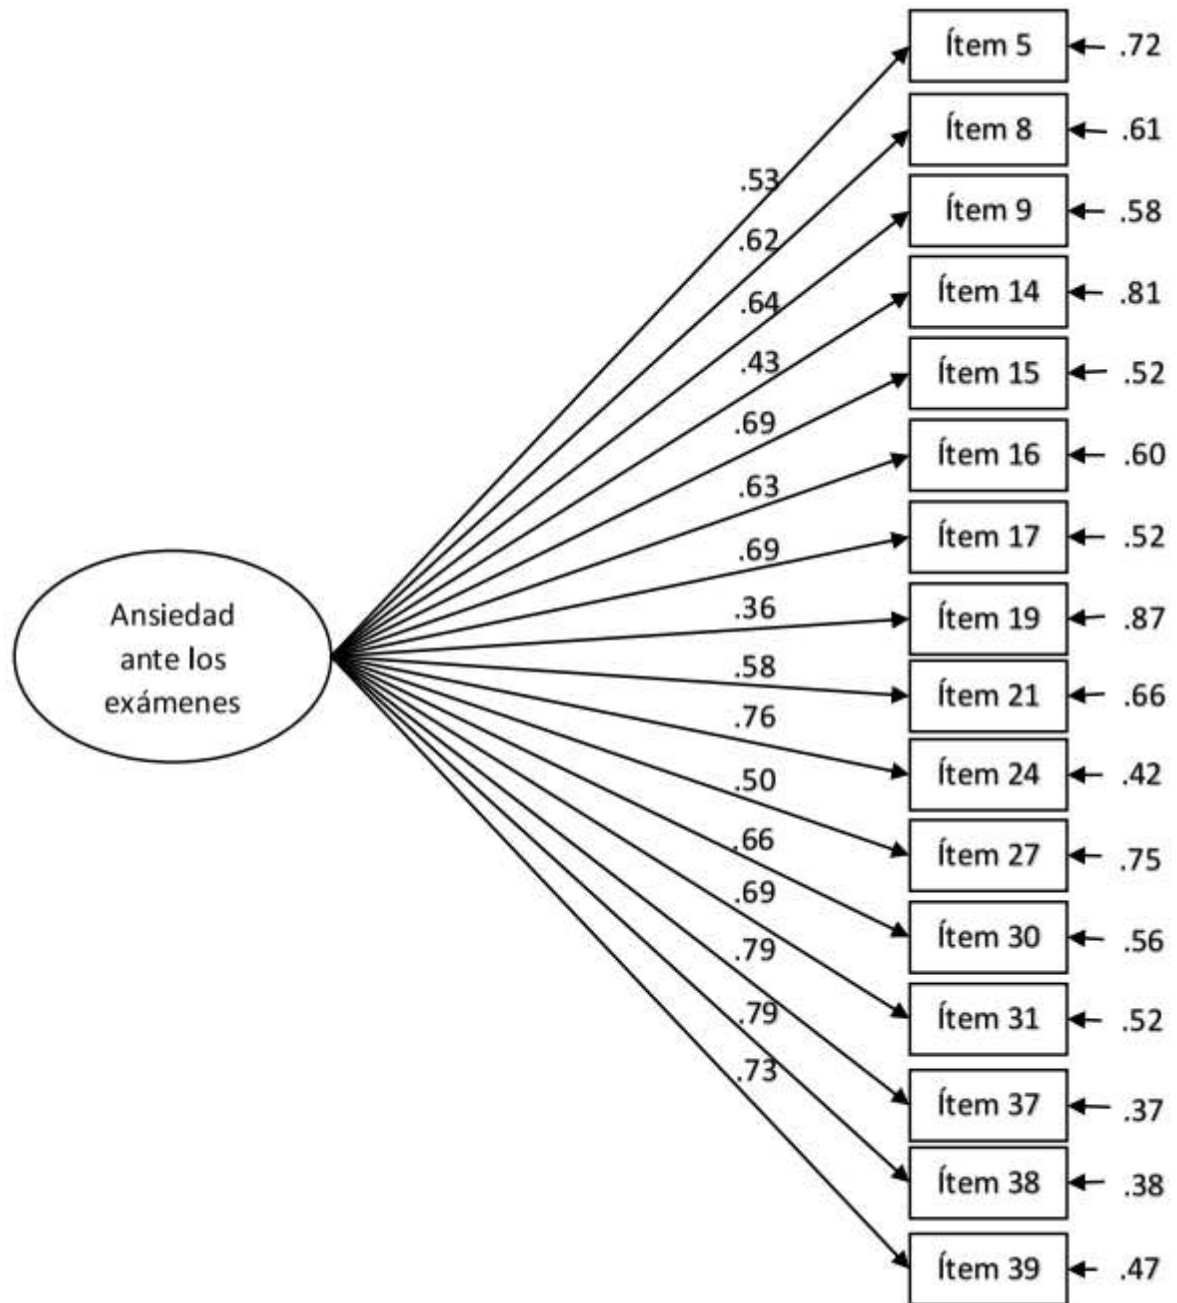 Ítem 5
.72
Ítem 8
.61
.53
Ítem 9
.58
.62
Ítem 14
.81
.64
.43
Ítem 15
.52
.69
Ítem 16
.60
.63
Ítem 17
.52
.69
Ansiedad
ante los
exámenes
.36
Ítem 19
.87
.58
Ítem 21
.66
.76
Ítem 24
.42
.50
Ítem 27
.75
.66
.69
Ítem 30
.56
.79
Ítem 31
.52
.79
.73
Ítem 37
.37
Ítem 38
.38
Ítem 39
.47